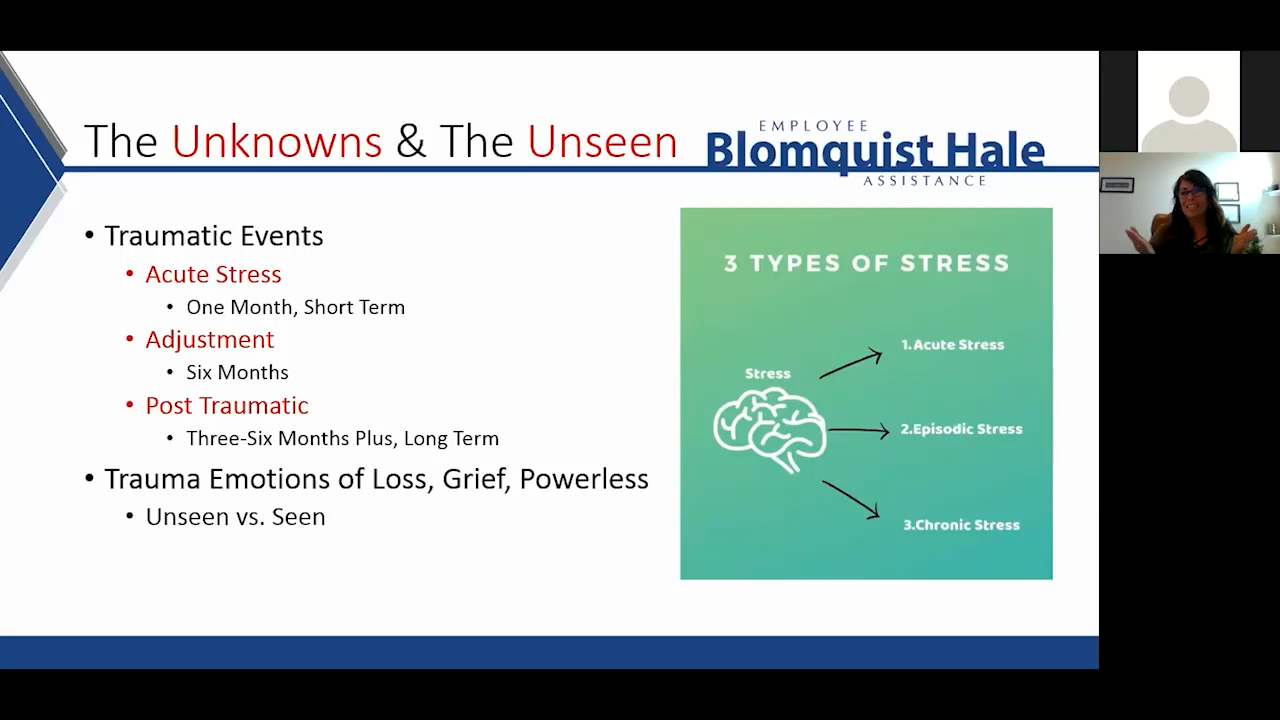 The Unknowns & The Unseen
EMPLOYEE
Blomquist Hale
ASSISTANCE
• Traumatic Events
• Acute Stress
• One Month, Short Term
• Adjustment
• Six Months
• Post Traumatic
• Three-Six Months Plus, Long Term
• Trauma Emotions of Loss, Grief, Powerless
• Unseen vs. Seen
3 TYPES OF STRESS
Stress
1.Acute Stress
2.Episodic Stress
3.Chronic Stress